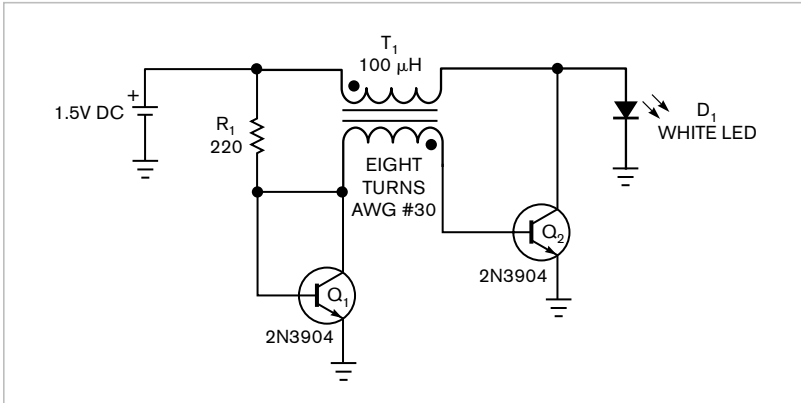 T1
100 µH
+
1.5V DC
R1
220
D1
WHITE LED
EIGHT
TURNS
AWG #30
Q2
2N3904
Q1
2N3904